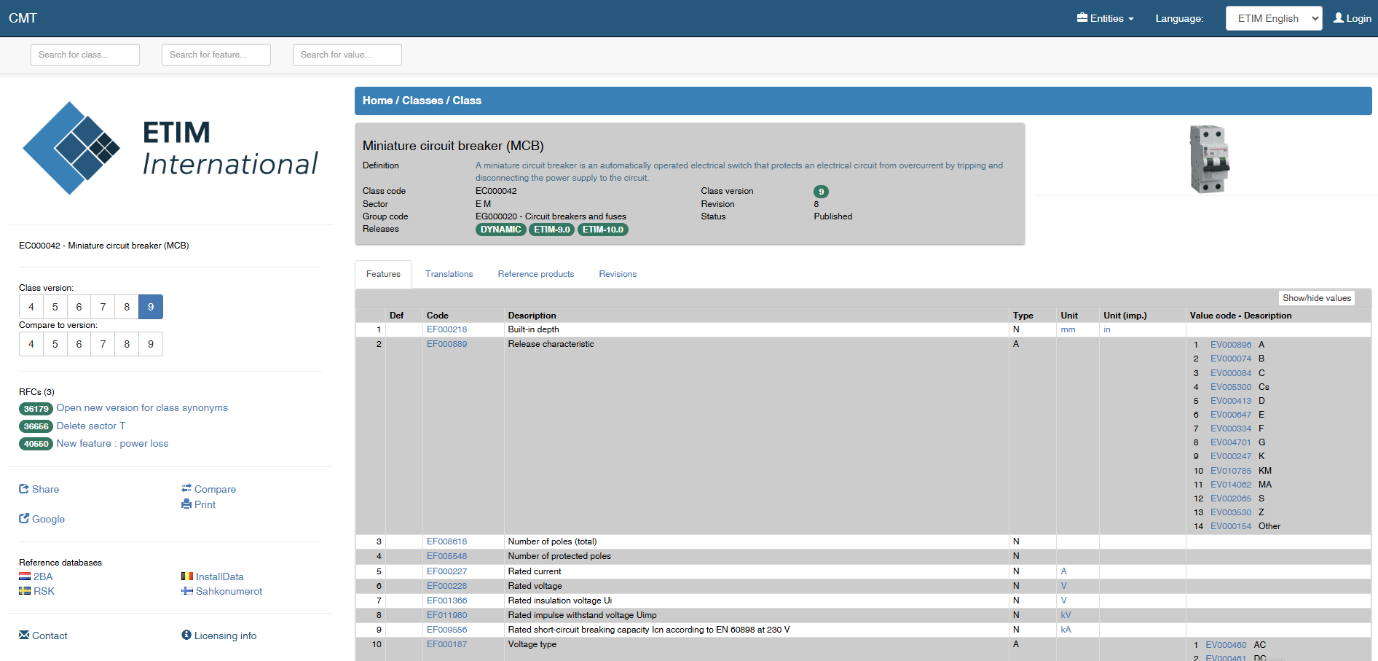 CMT
Entities
Language:
ETIM English
Login
Search for class...
Search for feature...
Search for value...
ETIM
International
EC000042 - Miniature circuit breaker (MCB)
Class version:
4 5 6 7 8 9
Compare to version:
4 5 6 7 8 9
RFCs (3)
36179 Open new version for class synonyms
36656 Delete sector T
40550 New feature : power loss
Share Compare
Print
Google
Reference databases
2BA InstallData
RSK Sahkonumerot
Contact Licensing info
Home / Classes / Class
Miniature circuit breaker (MCB)
Definition A miniature circuit breaker is an automatically operated electrical switch that protects an electrical circuit from overcurrent by tripping and
disconnecting the power supply to the circuit.
Class code EC000042 Class version 9
Sector E M Revision 8
Group code EG000020 - Circuit breakers and fuses Status Published
Releases DYNAMIC ETIM-9.0 ETIM-10.0
Features Translations Reference products Revisions
Show/hide values
Def Code Description Type Unit Unit (imp.) Value code - Description
1 EF000218 Built-in depth N mm in
2 EF000889 Release characteristic A 1 EV000896 A
2 EV000074 B
3 EV000084 C
4 EV005300 Cs
5 EV000413 D
6 EV000647 E
7 EV000334 F
8 EV004701 G
9 EV000247 K
10 EV010785 KM
11 EV014062 MA
12 EV002065 S
13 EV003530 Z
14 EV000154 Other
3 EF008618 Number of poles (total) N
4 EF005548 Number of protected poles N
5 EF000227 Rated current N A
6 EF000228 Rated voltage N V
7 EF001366 Rated insulation voltage Ui N V
8 EF011980 Rated impulse withstand voltage Uimp N kV
9 EF009556 Rated short-circuit breaking capacity Icn according to EN 60898 at 230 V N kA
10 EF000187 Voltage type A 1 EV000460 AC
2 EV000461 DC